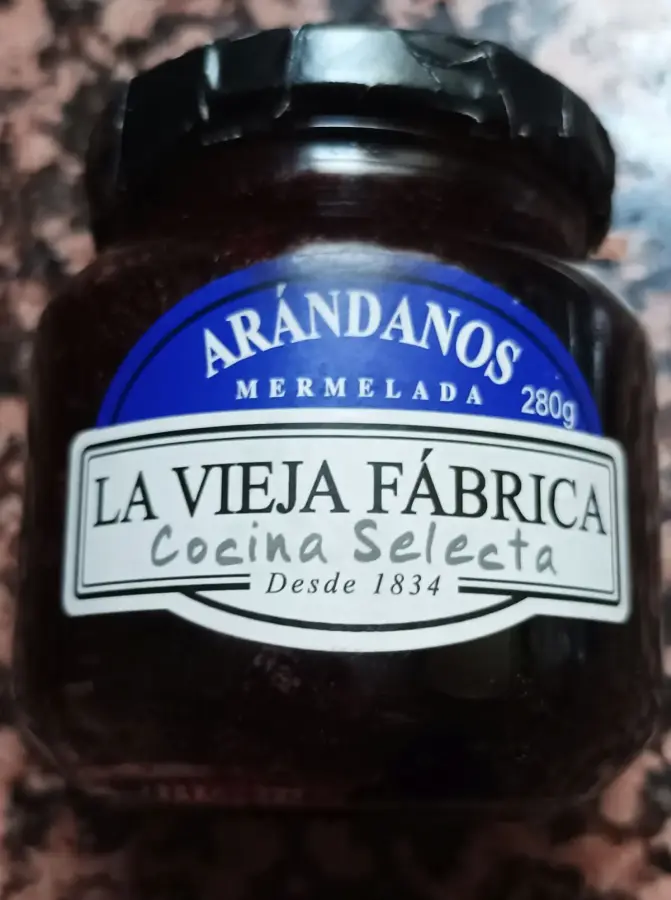 ARÁNDANOS
MERMELADA
280g
LA VIEJA FÁBRICA
Cocina Selecta
Desde 1834